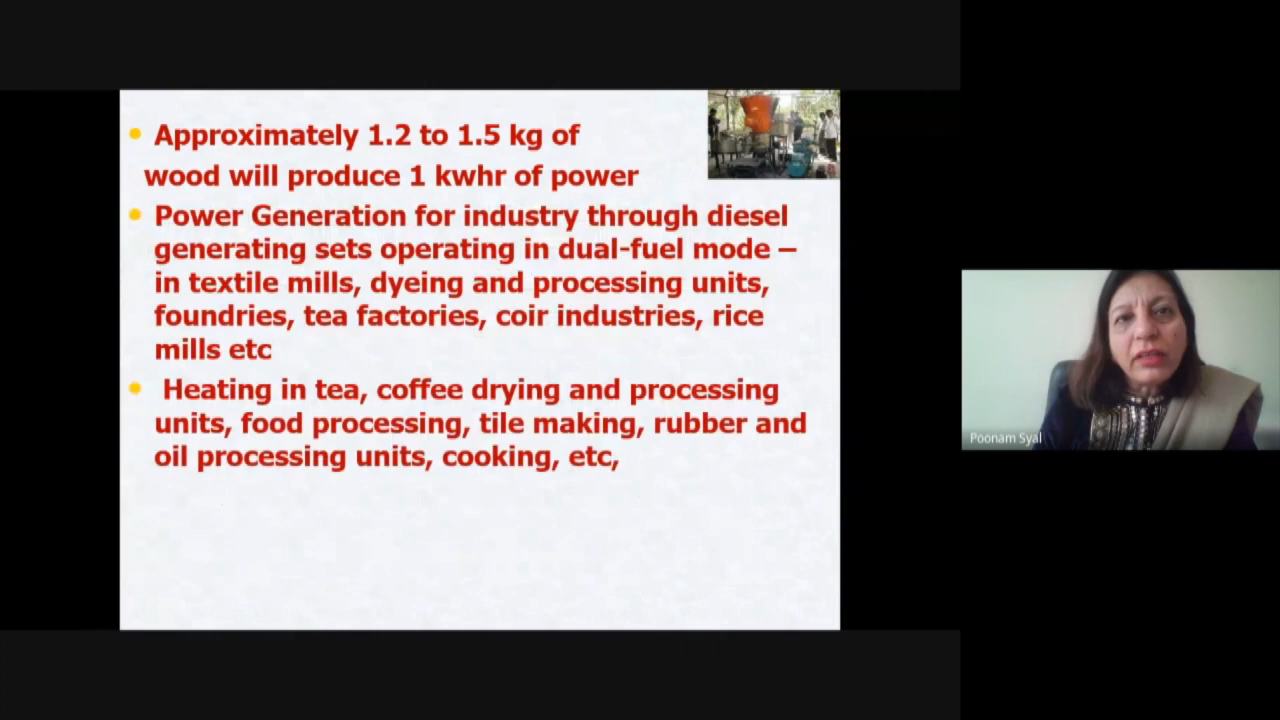 Approximately 1.2 to 1.5 kg of
wood will produce 1 kwhr of power
Power Generation for industry through diesel
generating sets operating in dual-fuel mode –
in textile mills, dyeing and processing units,
foundries, tea factories, coir industries, rice
mills etc
Heating in tea, coffee drying and processing
units, food processing, tile making, rubber and
oil processing units, cooking, etc,
Poonam Syal